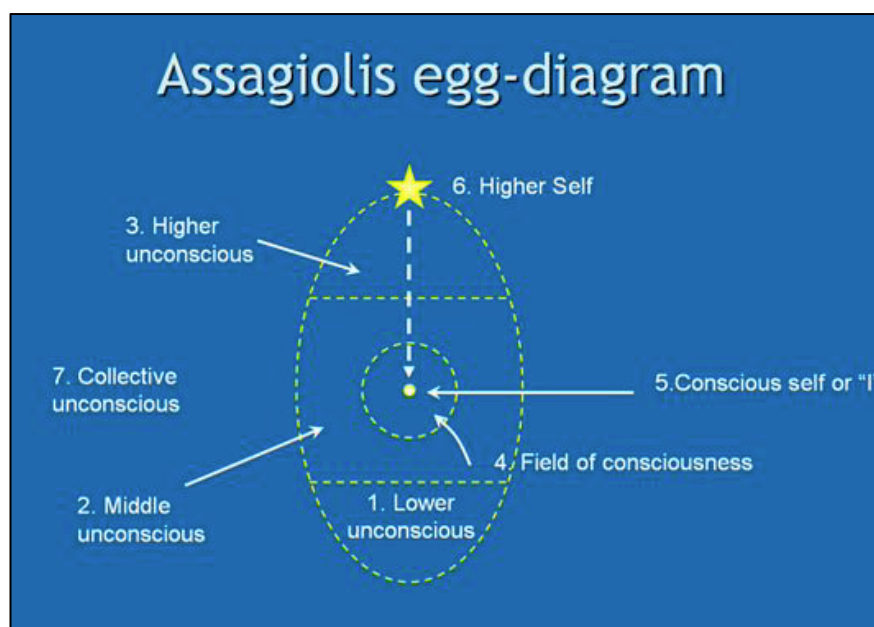 Assagiolis egg-diagram
6. Higher Self
3. Higher
unconscious
7. Collective
unconscious
5.Conscious self or "I
4. Field of consciousness
2. Middle
unconscious
1. Lower
unconscious